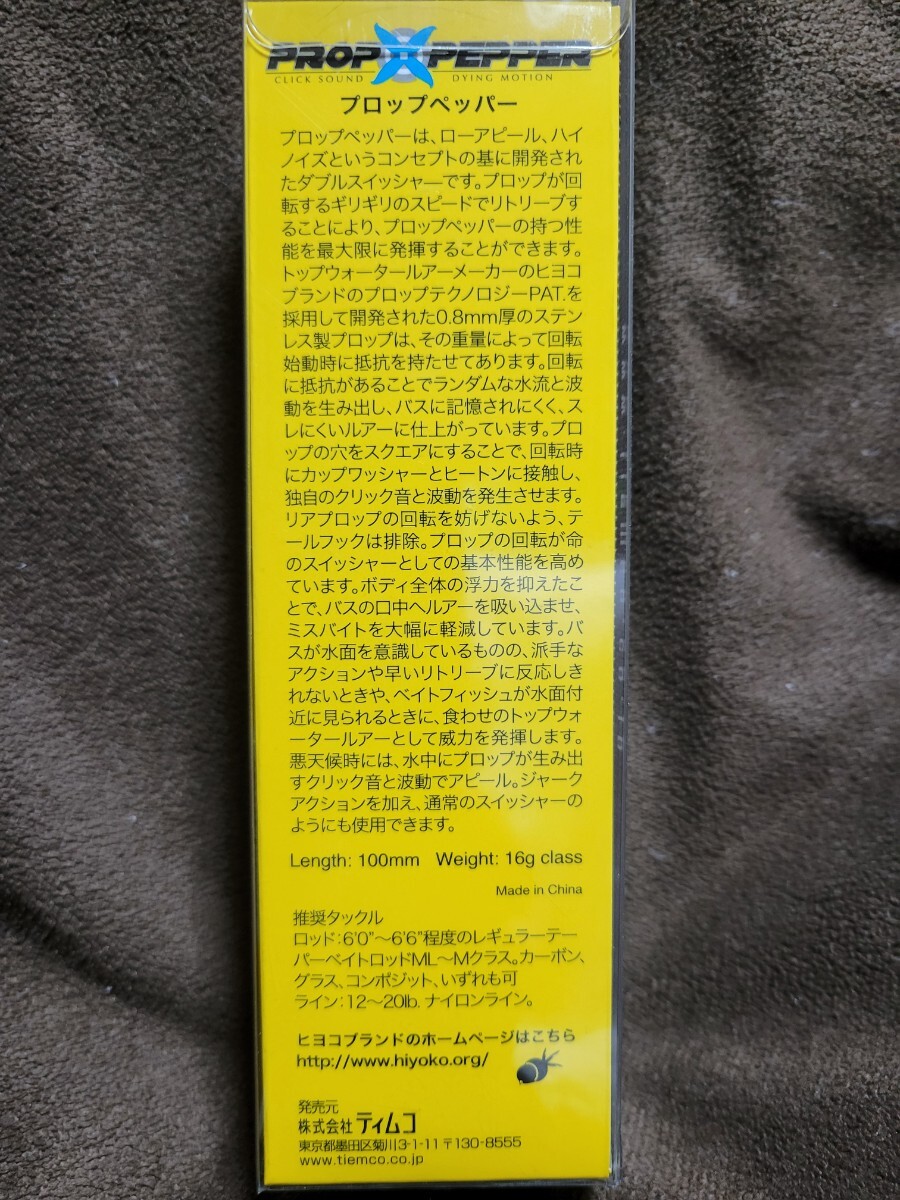 PROP PEPPER
CLICK SOUND DYING MOTION
プロップペッパー
プロップペッパーは、ローアピール、ハイ
ノイズというコンセプトの基に開発され
たダブルスイッシャーです。プロップが回
転するギリギリのスピードでリトリーブす
ることにより、プロップペッパーの持つ性
能を最大限に発揮することができます。
トップウォータールアーメーカーのヒヨコ
ブランドのプロップテクノロジーPAT.を
採用して開発された0.8mm厚のステン
レス製プロップは、その重量によって回転
始動時に抵抗を持たせてあります。回転
に抵抗があることでランダムな水流と波
動を生み出し、バスに記憶されにくく、ス
レにくいルアーに仕上がっています。プロ
ップの穴をスクエアにすることで、回転時
にカップワッシャーとヒートンに接触し、
独自のクリック音と波動を発生させます。
リアプロップの回転を妨げないよう、テ
ールフックは排除。プロップの回転が命
のスイッシャーとしての基本性能を高め
ています。ボディ全体の浮力を抑えたこ
とで、バスの口中へルアーを吸い込ませ、
ミスバイトを大幅に軽減しています。バ
スが水面を意識しているものの、派手な
アクションや早いリトリーブに反応しき
れないときや、ベイトフィッシュが水面付
近に見られるときに、食わせのトップウォ
ータールアーとして威力を発揮します。
悪天候時には、水中にプロップが生み出
すクリック音と波動でアピール。ジャーク
アクションを加え、通常のスイッシャーの
ようにも使用できます。
Length: 100mm Weight: 16g class
Made in China
推奨タックル
ロッド:6'0"～6'6"程度のレギュラーテー
パーベイトロッドML～Mクラス。カーボン、
グラス、コンポジット、いずれも可
ライン:12～20lb. ナイロンライン。
ヒヨコブランドのホームページはこちら
http://www.hiyoko.org/
発売元
株式会社ティムコ
東京都墨田区菊川3-1-11 〒130-8555
www.tiemco.co.jp